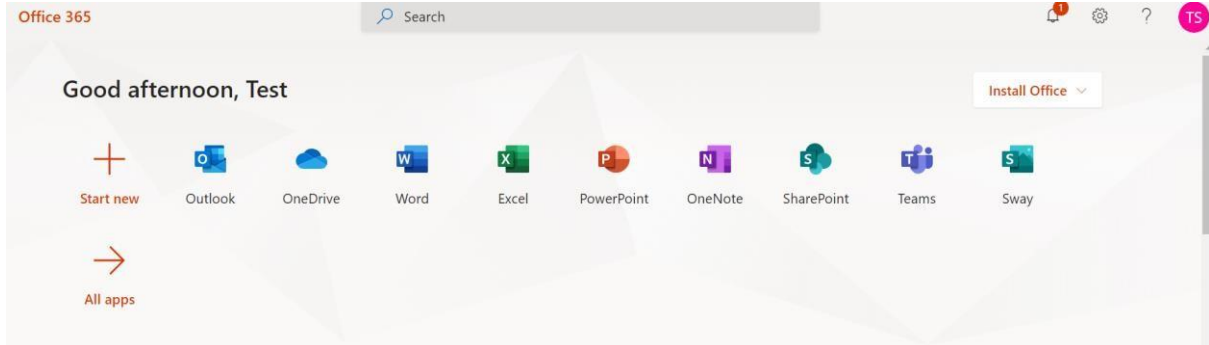 Office 365
Search
1
?
TS
Good afternoon, Test
Install Office
Start new
O
Outlook
OneDrive
W
Word
X
Excel
P
PowerPoint
N
OneNote
S
SharePoint
T
Teams
S
Sway
All apps